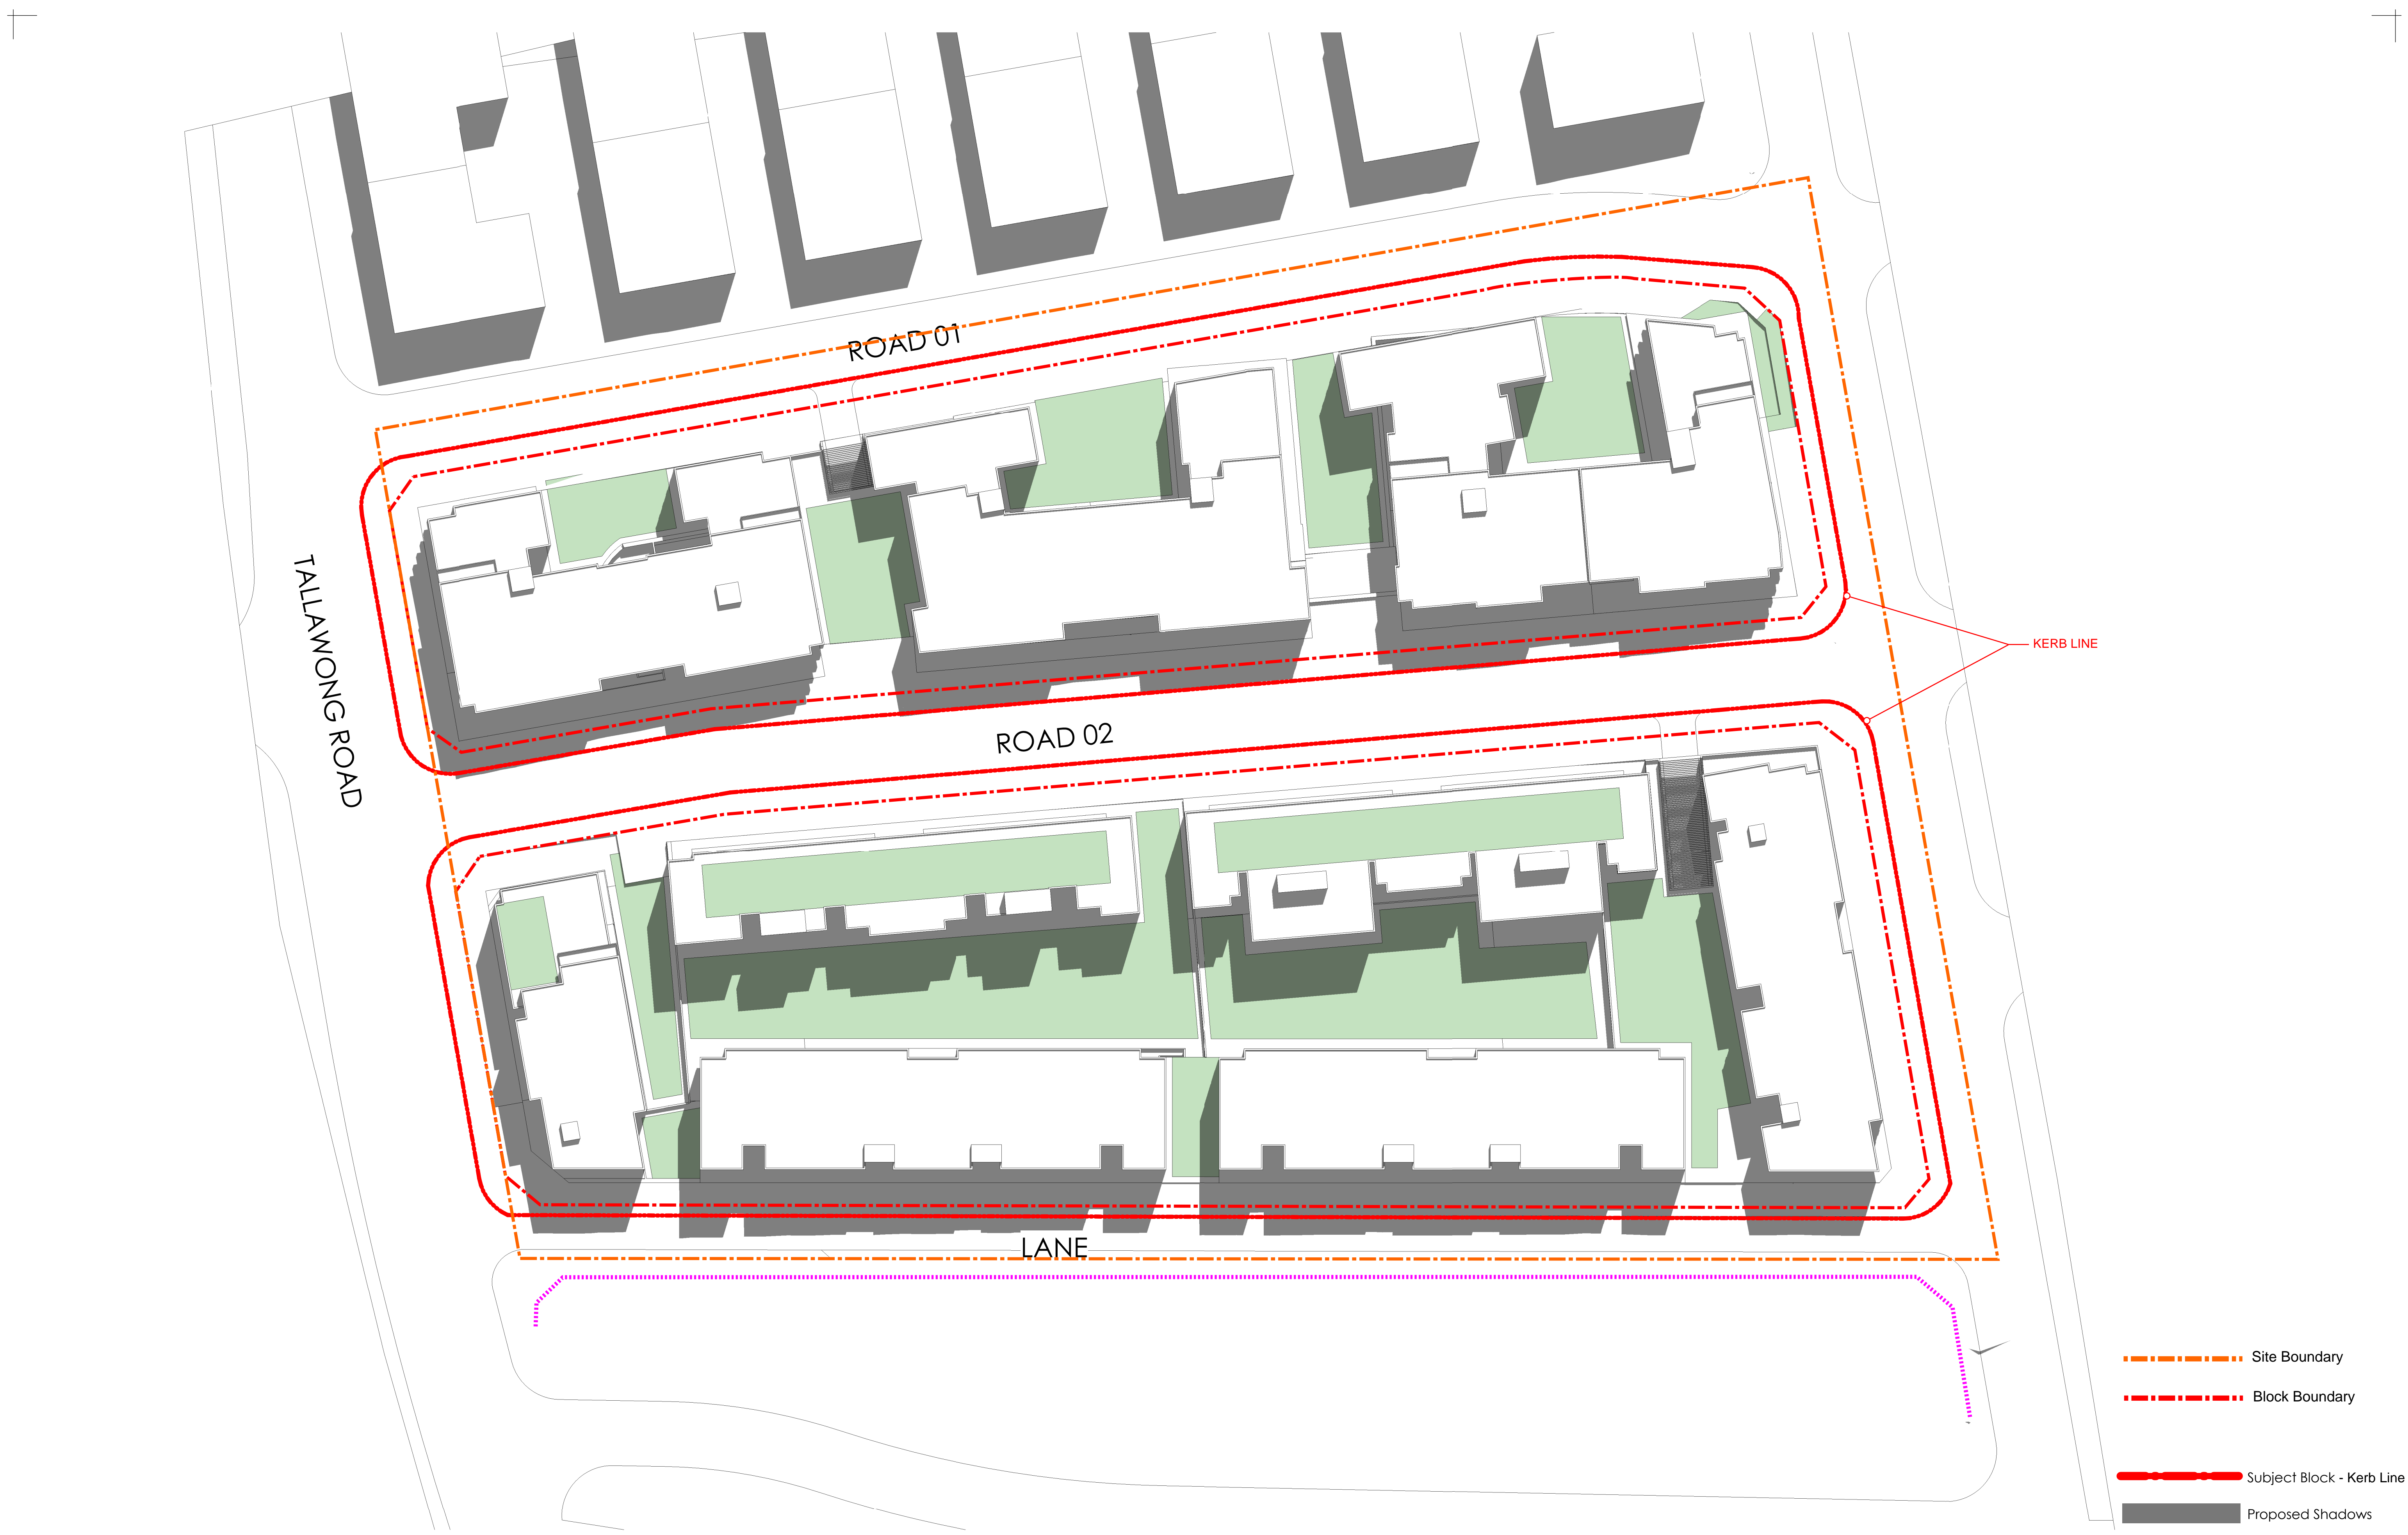 ROAD 01
TALLAWONG ROAD
KERB LINE
ROAD 02
LANE
Site Boundary
Block Boundary
Subject Block - Kerb Line
Proposed Shadows